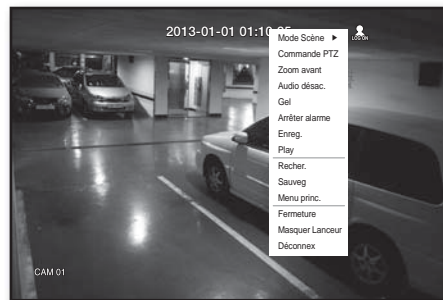 2013-01-01 01:10
LOG ON
Mode Scène
Commande PTZ
Zoom avant
Audio désac.
Gel
Arrêter alarme
Enreg.
Play
Recher.
Sauveg
Menu princ.
Fermeture
Masquer Lanceur
Déconnex
CAM 01